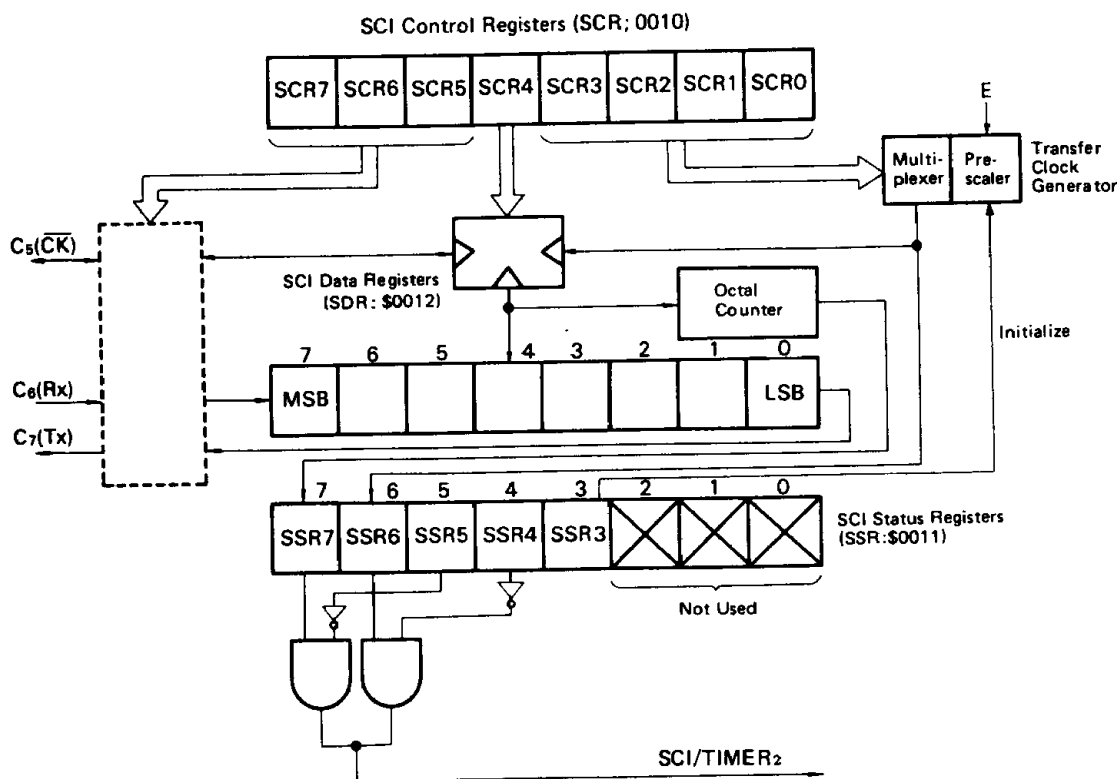 SCI Control Registers (SCR; 0010)
SCR7 SCR6 SCR5 SCR4 SCR3 SCR2 SCR1 SCR0
E
Multi-
plexer
Pre-
scaler
Transfer
Clock
Generator
C5(CK)
SCI Data Registers
(SDR: $0012)
Octal
Counter
Initialize
7 6 5 4 3 2 1 0
MSB LSB
C6(Rx)
C7(Tx)
7 6 5 4 3 2 1 0
SSR7 SSR6 SSR5 SSR4 SSR3
SCI Status Registers
(SSR:$0011)
Not Used
SCI/TIMER2